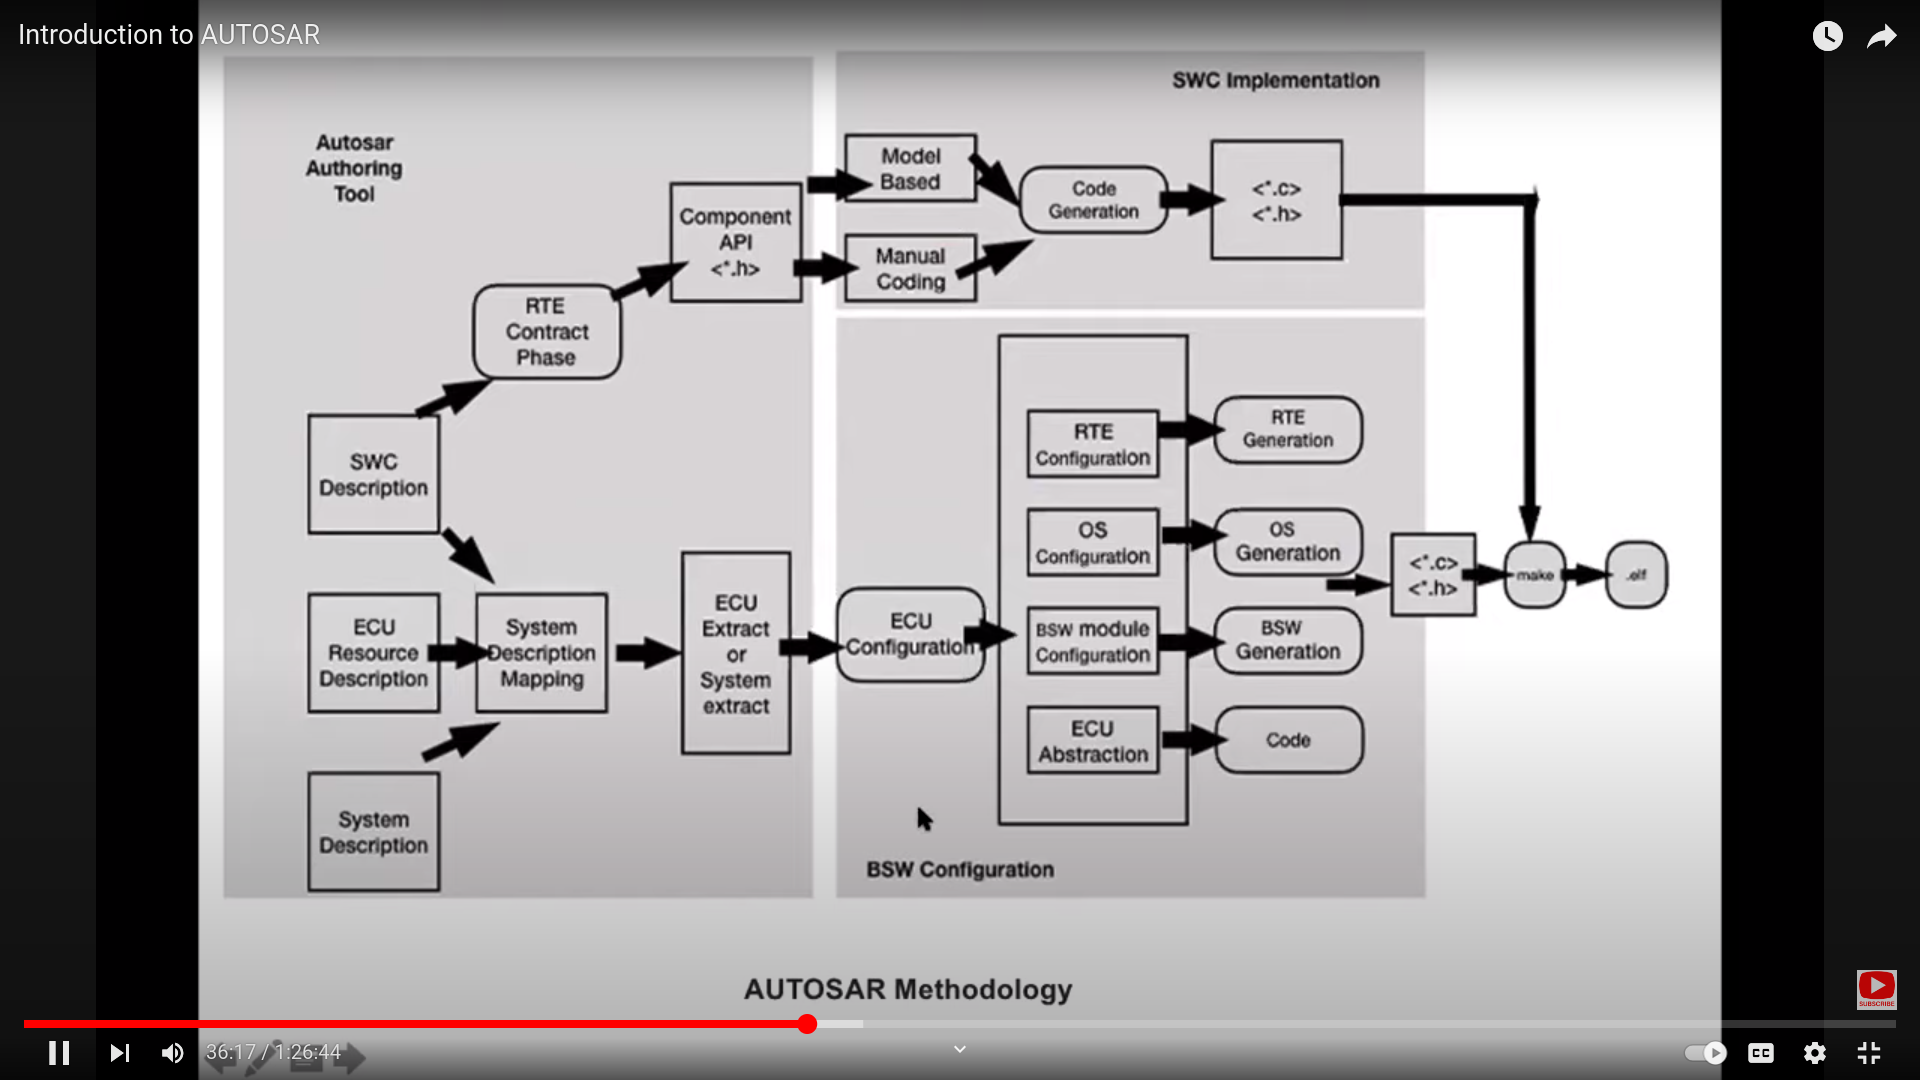 Introduction to AUTOSAR
Autosar
Authoring
Tool
SWC Implementation
Model
Based
Code
Generation
<*.c>
<*.h>
Component
API
<*.h>
Manual
Coding
RTE
Contract
Phase
SWC
Description
RTE
Configuration
RTE
Generation
OS
Configuration
OS
Generation
<*.c>
<*.h>
make
.elf
ECU
Resource
Description
System
Description
Mapping
ECU
Extract
or
System
extract
ECU
Configuration
BSW module
Configuration
BSW
Generation
ECU
Abstraction
Code
System
Description
BSW Configuration
AUTOSAR Methodology
SUBSCRIBE
36:17 / 1:26:44
CC